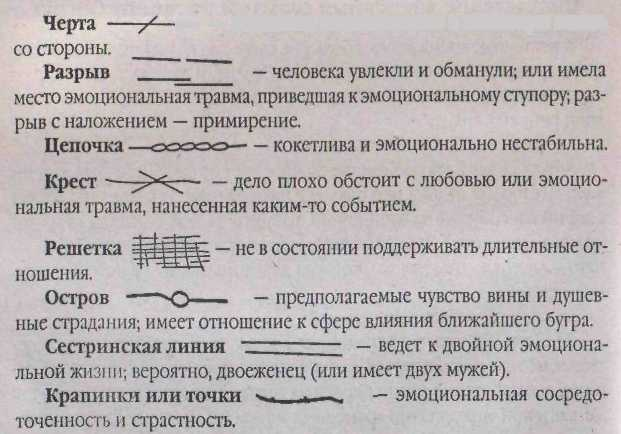 Черта
со стороны.
Разрыв — человека увлекли и обманули; или имела
место эмоциональная травма, приведшая к эмоциональному ступору; раз-
рыв с наложением — примирение.
Цепочка — кокетлива и эмоционально нестабильна.
Крест — дело плохо обстоит с любовью или эмоцио-
нальная травма, нанесенная каким-то событием.
Решетка — не в состоянии поддерживать длительные от-
ношения.
Остров — предполагаемые чувство вины и душев-
ные страдания; имеет отношение к сфере влияния ближайшего бугра.
Сестринская линия — ведет к двойной эмоциона-
льной жизни; вероятно, двоеженец (или имеет двух мужей).
Крапинки или точки — эмоциональная сосредо-
точенность и страстность.